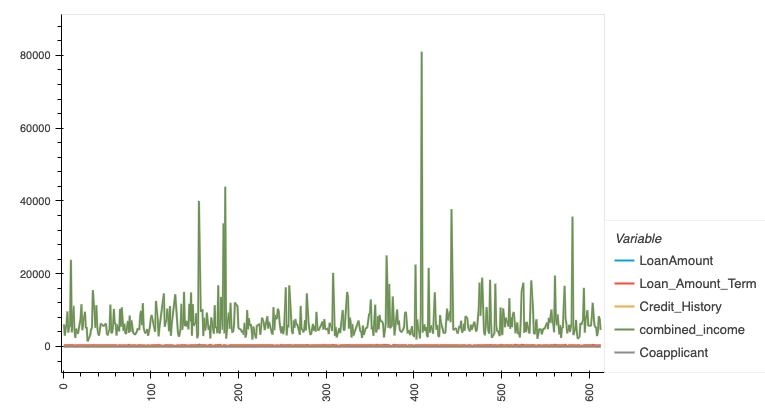 80000
60000
40000
20000
0
0
100
200
300
400
500
600
Variable
LoanAmount
Loan_Amount_Term
Credit_History
combined_income
Coapplicant